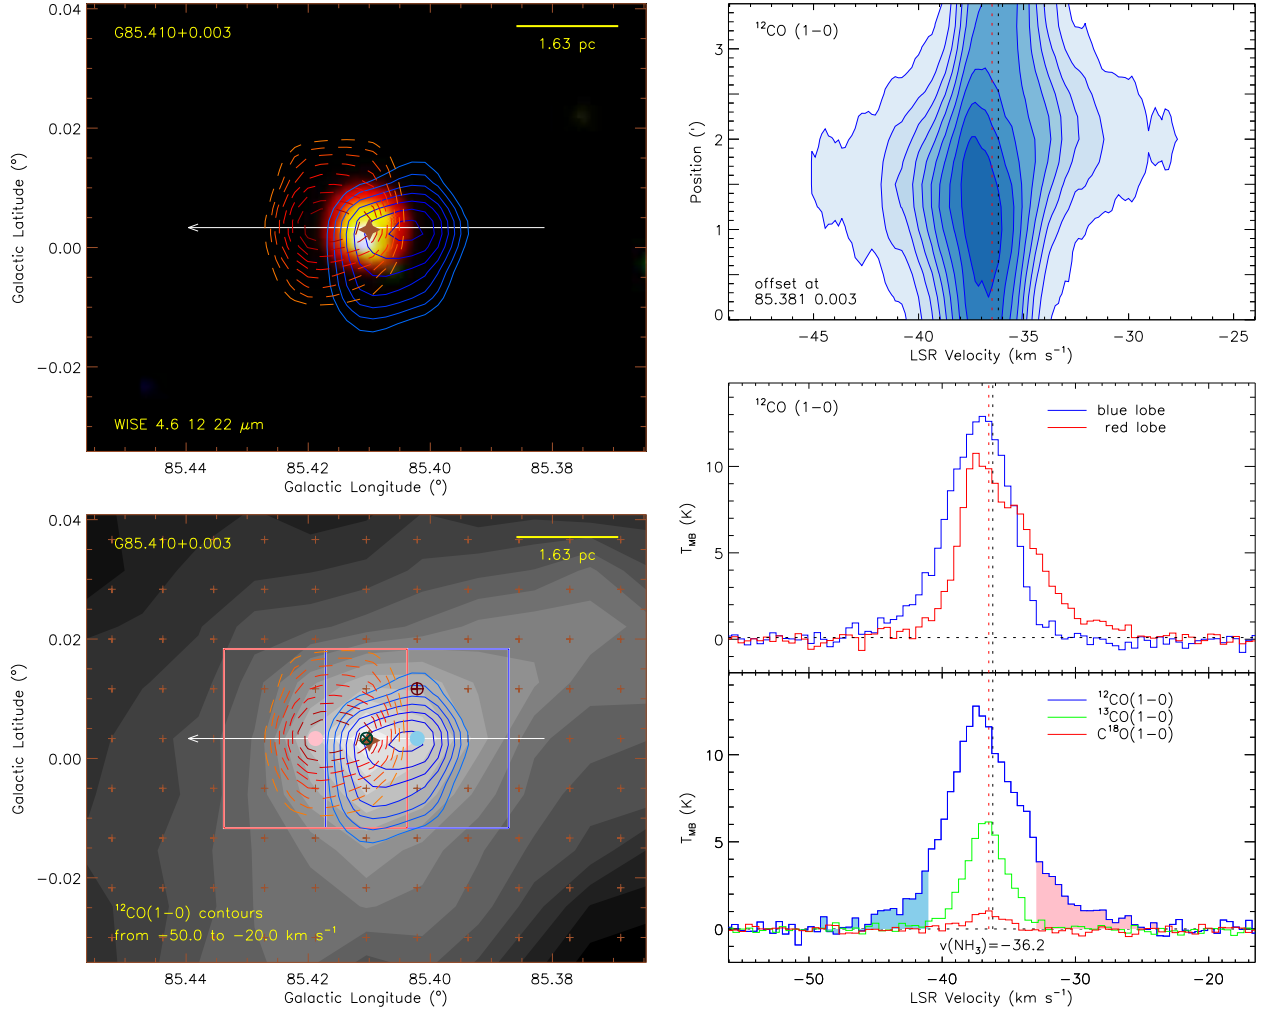 G85.410+0.003
1.63 pc
WISE 4.6 12 22 μm
0.04
0.02
0.00
−0.02
Galactic Latitude (°)
85.44
85.42
85.40
85.38
Galactic Longitude (°)
¹²CO (1−0)
offset at
85.381 0.003
3
2
1
0
Position (')
−45
−40
−35
−30
−25
LSR Velocity (km s⁻¹)
¹²CO (1−0)
blue lobe
red lobe
10
5
0
T_MB (K)
G85.410+0.003
1.63 pc
¹²CO(1−0) contours
from −50.0 to −20.0 km s⁻¹
0.04
0.02
0.00
−0.02
Galactic Latitude (°)
85.44
85.42
85.40
85.38
Galactic Longitude (°)
¹²CO(1−0)
¹³CO(1−0)
C¹⁸O(1−0)
10
5
0
T_MB (K)
v(NH₃)=−36.2
−50
−40
−30
−20
LSR Velocity (km s⁻¹)